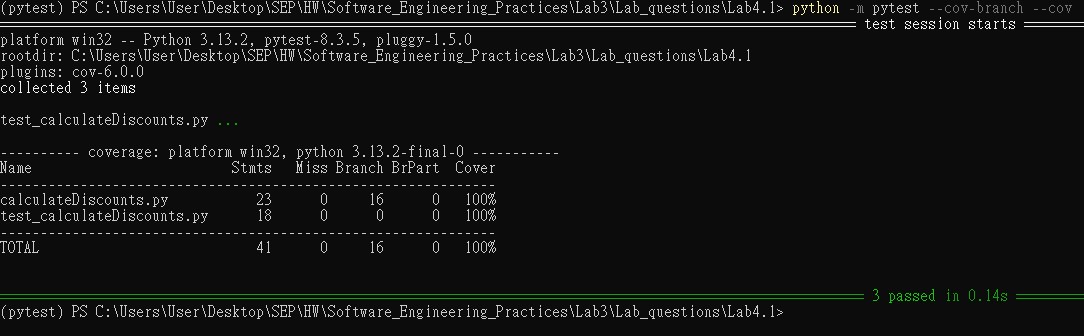 (pytest) PS C:\Users\User\Desktop\SEP\HW\Software_Engineering_Practices\Lab3\Lab_questions\Lab4.1> python -m pytest --cov-branch --cov
=== test session starts ===
platform win32 -- Python 3.13.2, pytest-8.3.5, pluggy-1.5.0
rootdir: C:\Users\User\Desktop\SEP\HW\Software_Engineering_Practices\Lab3\Lab_questions\Lab4.1
plugins: cov-6.0.0
collected 3 items
test_calculateDiscounts.py ...
---------- coverage: platform win32, python 3.13.2-final-0 -----------
Name                         Stmts   Miss Branch BrPart  Cover
--------------------------------------------------------------
calculateDiscounts.py           23      0     16      0   100%
test_calculateDiscounts.py      18      0      0      0   100%
--------------------------------------------------------------
TOTAL                           41      0     16      0   100%
=== 3 passed in 0.14s ===
(pytest) PS C:\Users\User\Desktop\SEP\HW\Software_Engineering_Practices\Lab3\Lab_questions\Lab4.1>